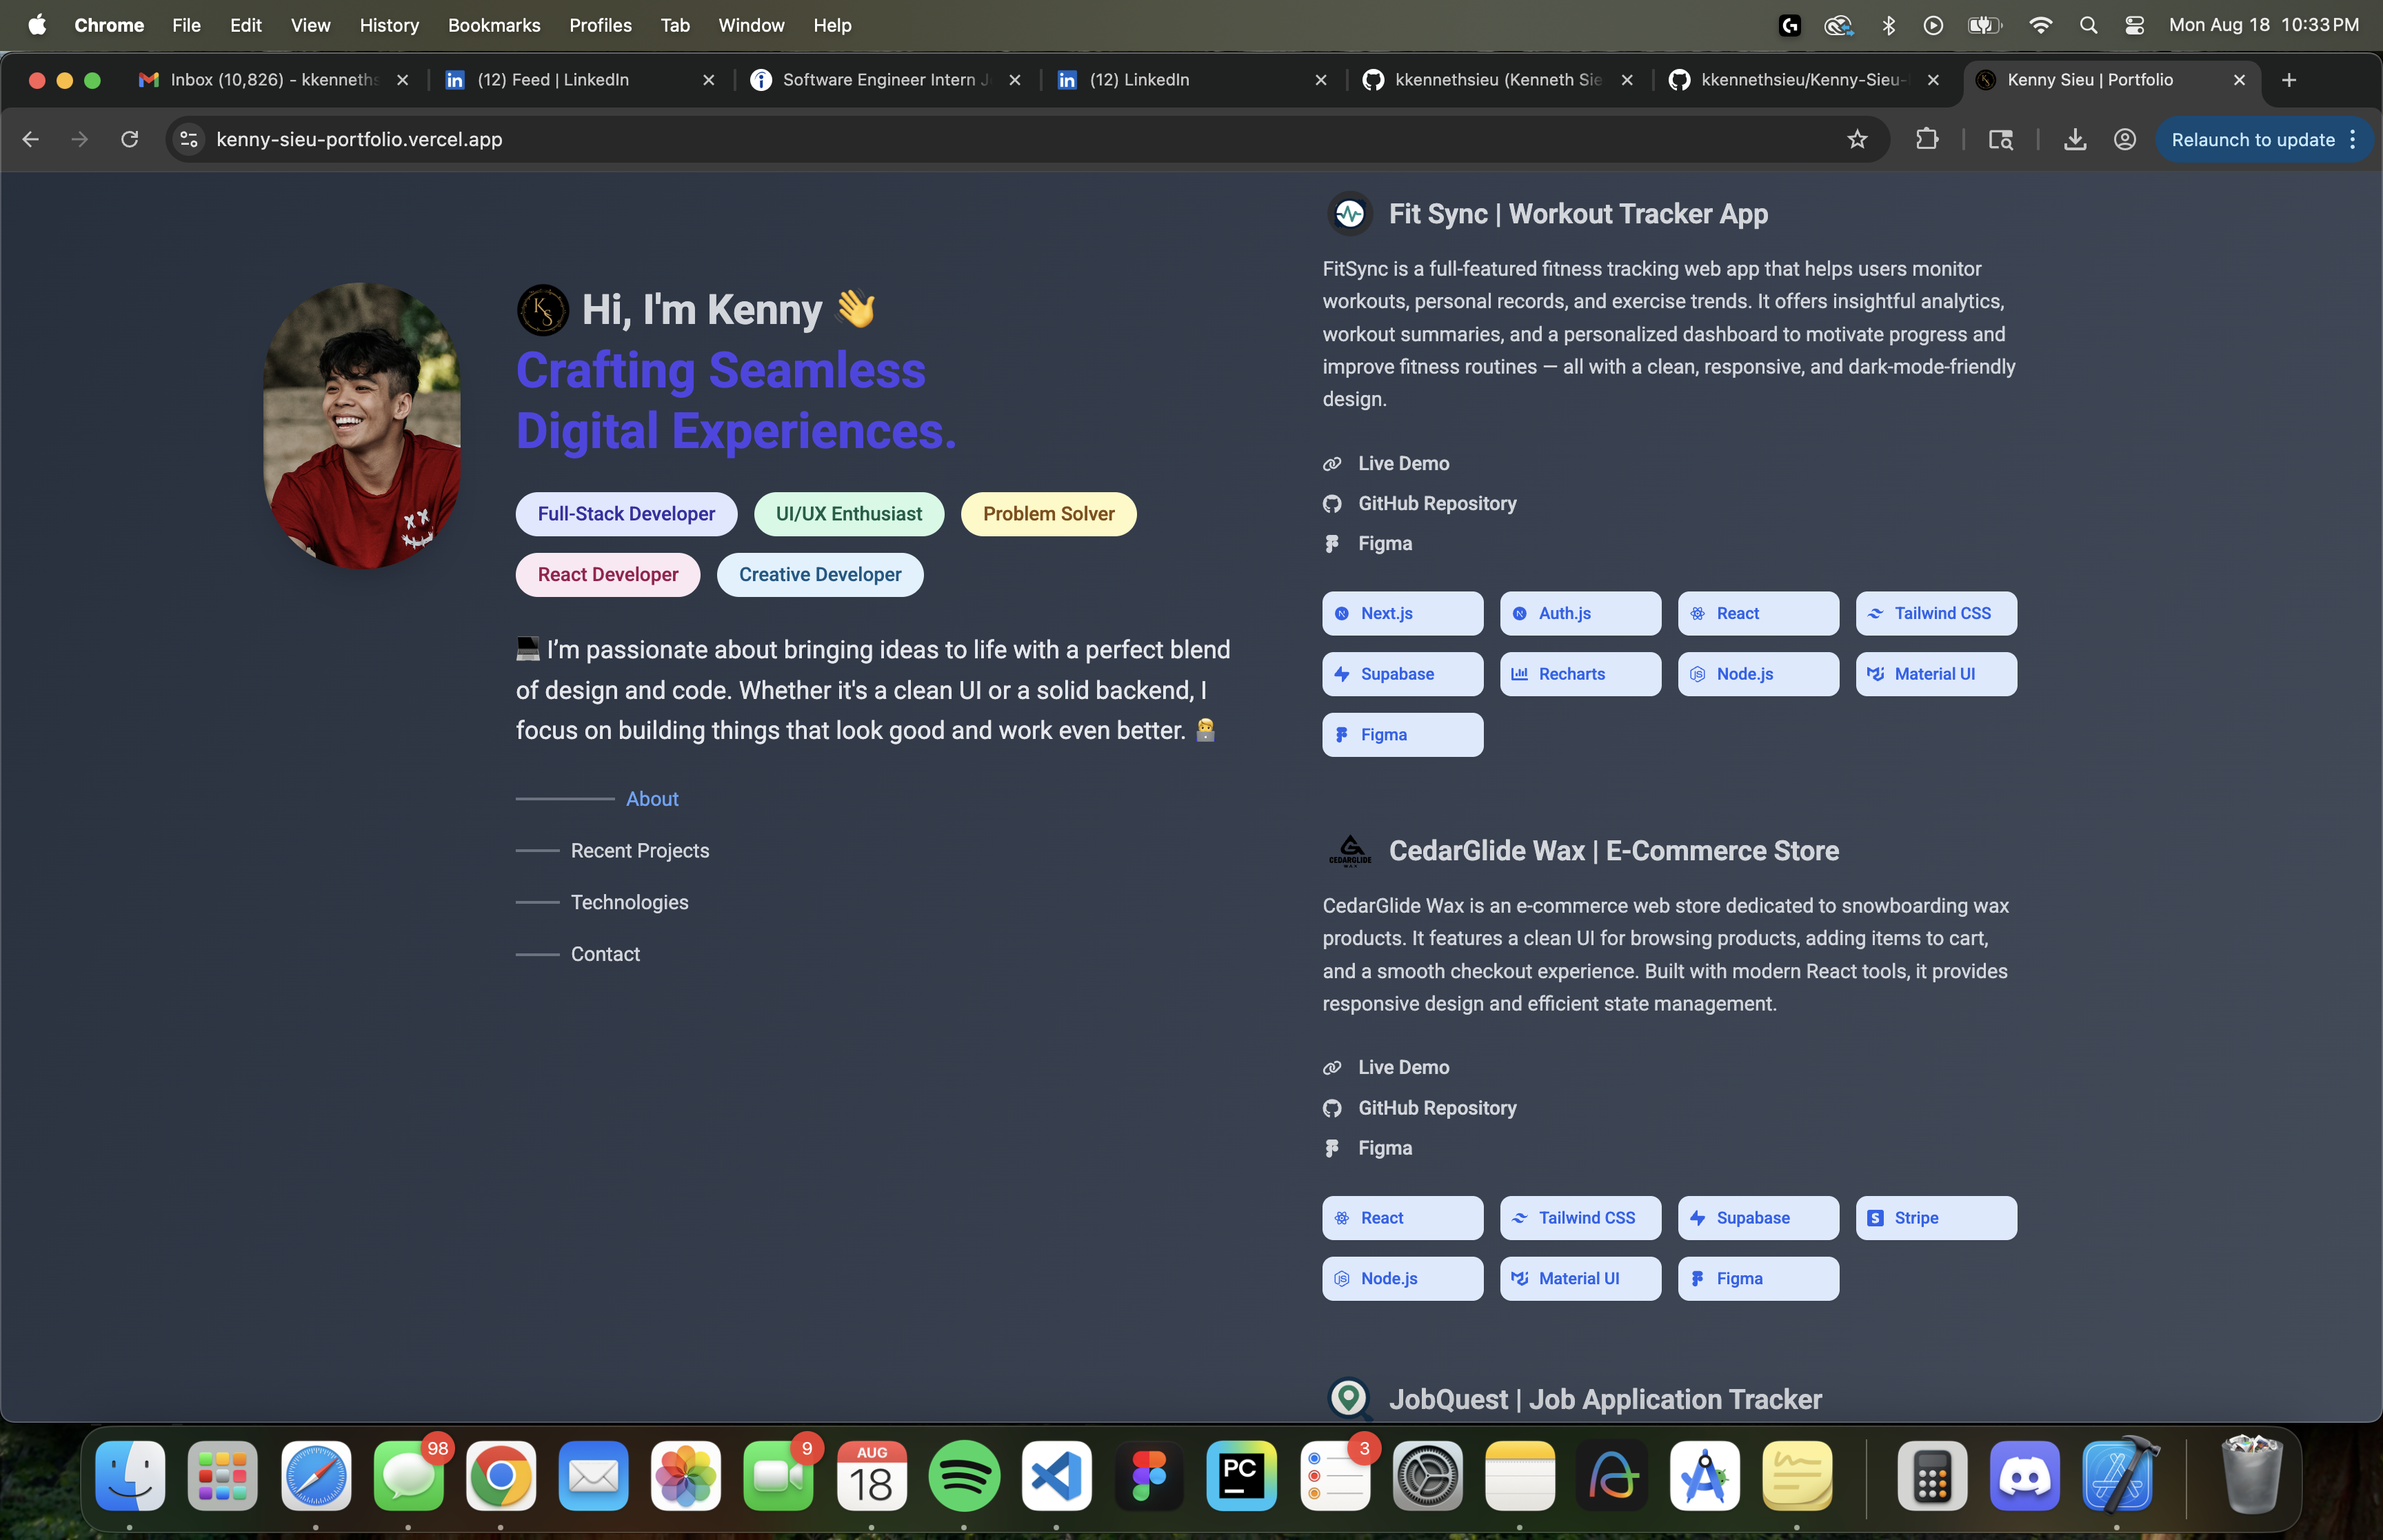 Chrome File Edit View History Bookmarks Profiles Tab Window Help
Mon Aug 18 10:33 PM
Inbox (10,826) - kkenneths
(12) Feed | LinkedIn
Software Engineer Intern J
(12) LinkedIn
kkennethsieu (Kenneth Sie
kkennethsieu/Kenny-Sieu-
Kenny Sieu | Portfolio
kenny-sieu-portfolio.vercel.app
Relaunch to update
KS
Hi, I'm Kenny 👋
Crafting Seamless
Digital Experiences.
Full-Stack Developer
UI/UX Enthusiast
Problem Solver
React Developer
Creative Developer
💻 I’m passionate about bringing ideas to life with a perfect blend
of design and code. Whether it's a clean UI or a solid backend, I
focus on building things that look good and work even better. 🧑‍💻
About
Recent Projects
Technologies
Contact
Fit Sync | Workout Tracker App
FitSync is a full-featured fitness tracking web app that helps users monitor
workouts, personal records, and exercise trends. It offers insightful analytics,
workout summaries, and a personalized dashboard to motivate progress and
improve fitness routines — all with a clean, responsive, and dark-mode-friendly
design.
Live Demo
GitHub Repository
Figma
Next.js
Auth.js
React
Tailwind CSS
Supabase
Recharts
Node.js
Material UI
Figma
CEDARGLIDE
WAX
CedarGlide Wax | E-Commerce Store
CedarGlide Wax is an e-commerce web store dedicated to snowboarding wax
products. It features a clean UI for browsing products, adding items to cart,
and a smooth checkout experience. Built with modern React tools, it provides
responsive design and efficient state management.
Live Demo
GitHub Repository
Figma
React
Tailwind CSS
Supabase
Stripe
Node.js
Material UI
Figma
JobQuest | Job Application Tracker
98
9
AUG
18
PC
3